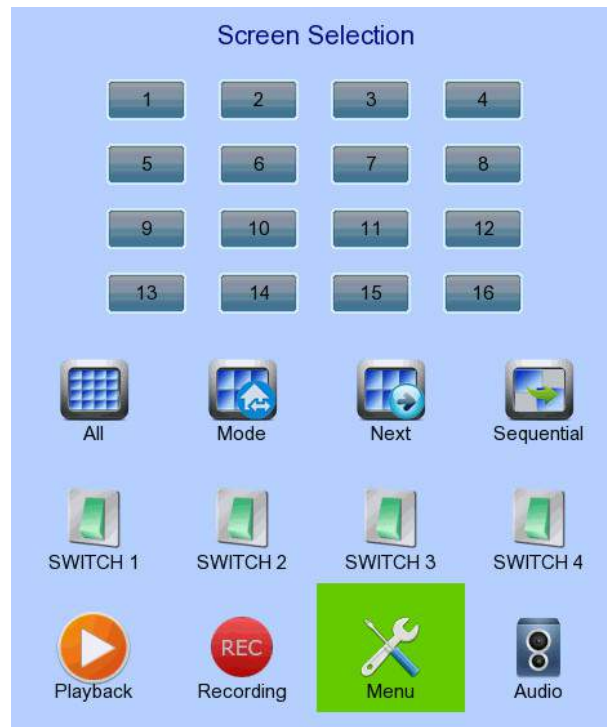 Screen Selection
1 2 3 4
5 6 7 8
9 10 11 12
13 14 15 16
All Mode Next Sequential
SWITCH 1 SWITCH 2 SWITCH 3 SWITCH 4
REC
Playback Recording Menu Audio